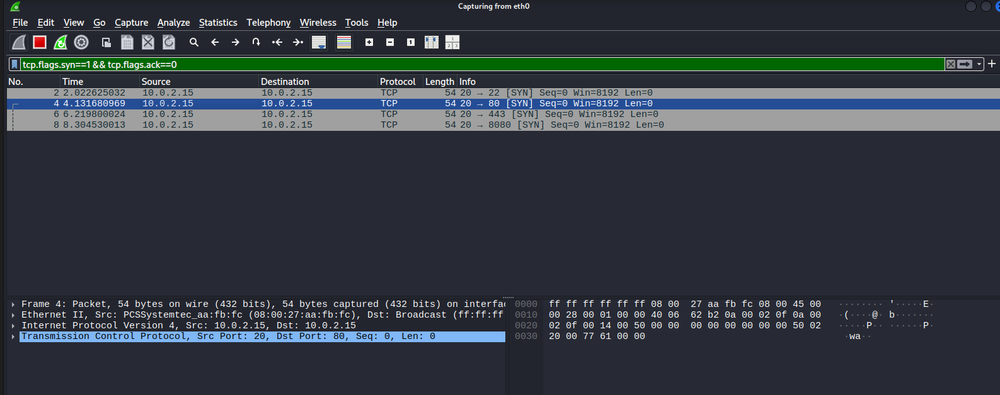 Capturing from eth0
File Edit View Go Capture Analyze Statistics Telephony Wireless Tools Help
tcp.flags.syn==1 && tcp.flags.ack==0
No. Time Source Destination Protocol Length Info
2 2.022625032 10.0.2.15 10.0.2.15 TCP 54 20 → 22 [SYN] Seq=0 Win=8192 Len=0
4 4.131680969 10.0.2.15 10.0.2.15 TCP 54 20 → 80 [SYN] Seq=0 Win=8192 Len=0
6 6.219800024 10.0.2.15 10.0.2.15 TCP 54 20 → 443 [SYN] Seq=0 Win=8192 Len=0
8 8.304530013 10.0.2.15 10.0.2.15 TCP 54 20 → 8080 [SYN] Seq=0 Win=8192 Len=0
Frame 4: Packet, 54 bytes on wire (432 bits), 54 bytes captured (432 bits) on interfac
Ethernet II, Src: PCSSystemtec_aa:fb:fc (08:00:27:aa:fb:fc), Dst: Broadcast (ff:ff:ff
Internet Protocol Version 4, Src: 10.0.2.15, Dst: 10.0.2.15
Transmission Control Protocol, Src Port: 20, Dst Port: 80, Seq: 0, Len: 0
0000 ff ff ff ff ff ff 08 00 27 aa fb fc 08 00 45 00 ········ '·····E·
0010 00 28 00 01 00 00 40 06 62 b2 0a 00 02 0f 0a 00 ·(····@· b·······
0020 02 0f 00 14 00 50 00 00 00 00 00 00 00 00 50 02 ·····P·· ······P·
0030 20 00 77 61 00 00 ·wa··